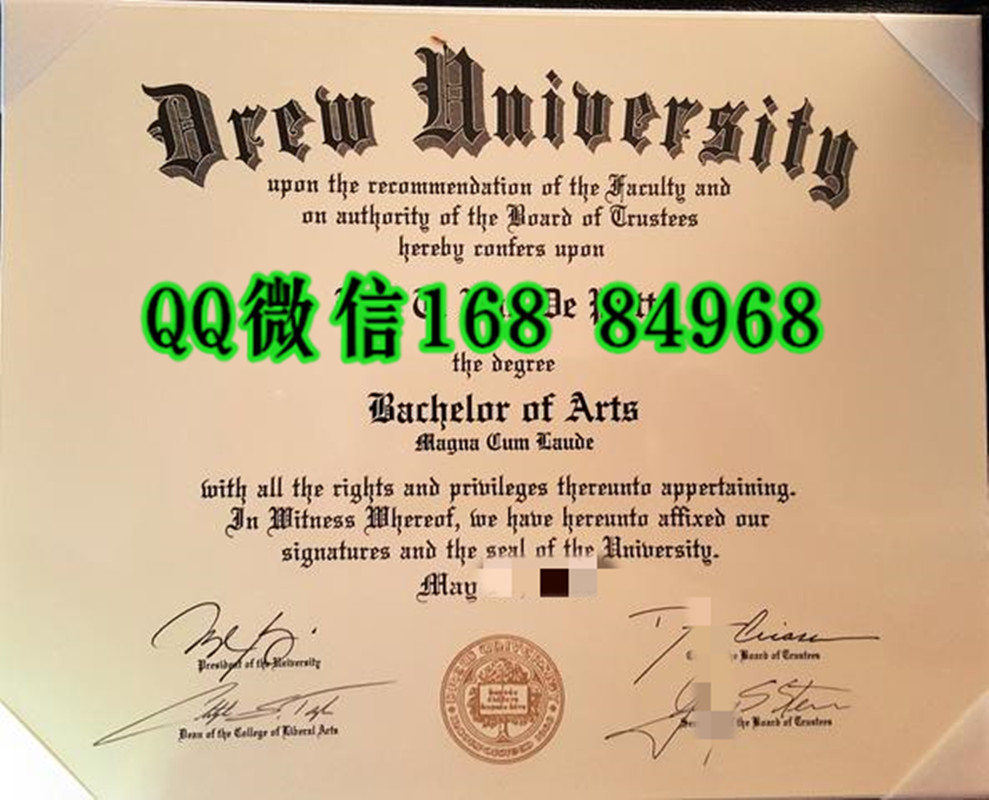 Drew University
upon the recommendation of the Faculty and
on authority of the Board of Trustees
hereby confers upon
QQ微信168 84968
De
the degree
Bachelor of Arts
Magna Cum Laude
with all the rights and privileges thereunto appertaining.
In Witness Whereof, we have hereunto affixed our
signatures and the seal of the University.
May
President of the University
Board of Trustees
Dean of the College of Liberal Arts
the Board of Trustees
DREW UNIVERSITY